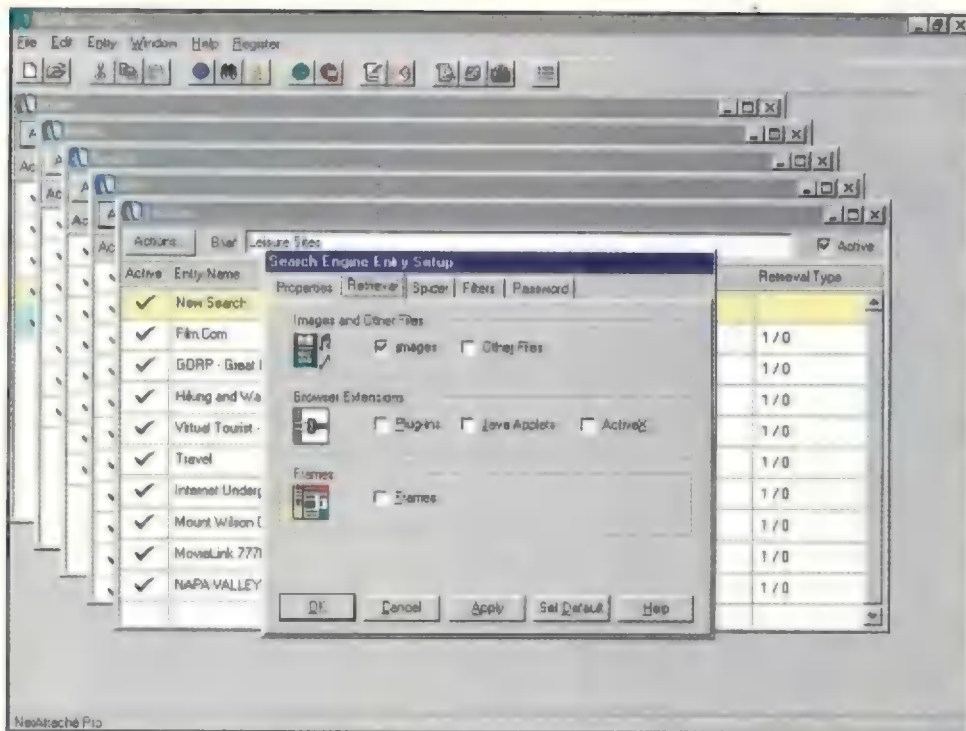 File Edit Entry Window Help Register
Actions... Brief Leisure Sites Active
Active Entry Name Retrieval Type
Search Engine Entry Setup
Properties Retrieval Spider Filters Password
New Search
Images and Other Files
Images Other Files
Film.Com 1 / 0
GORP - Great 1 / 0
Hiking and Wa 1 / 0
Browser Extensions
Plug-ins Java Applets ActiveX
Virtual Tourist - 1 / 0
Travel 1 / 0
Frames
Frames
Internet Underg 1 / 0
Mount Wilson 1 / 0
MovieLink 777 1 / 0
NAPA VALLEY 1 / 0
OK Cancel Apply Set Default Help
NetAttaché Pro